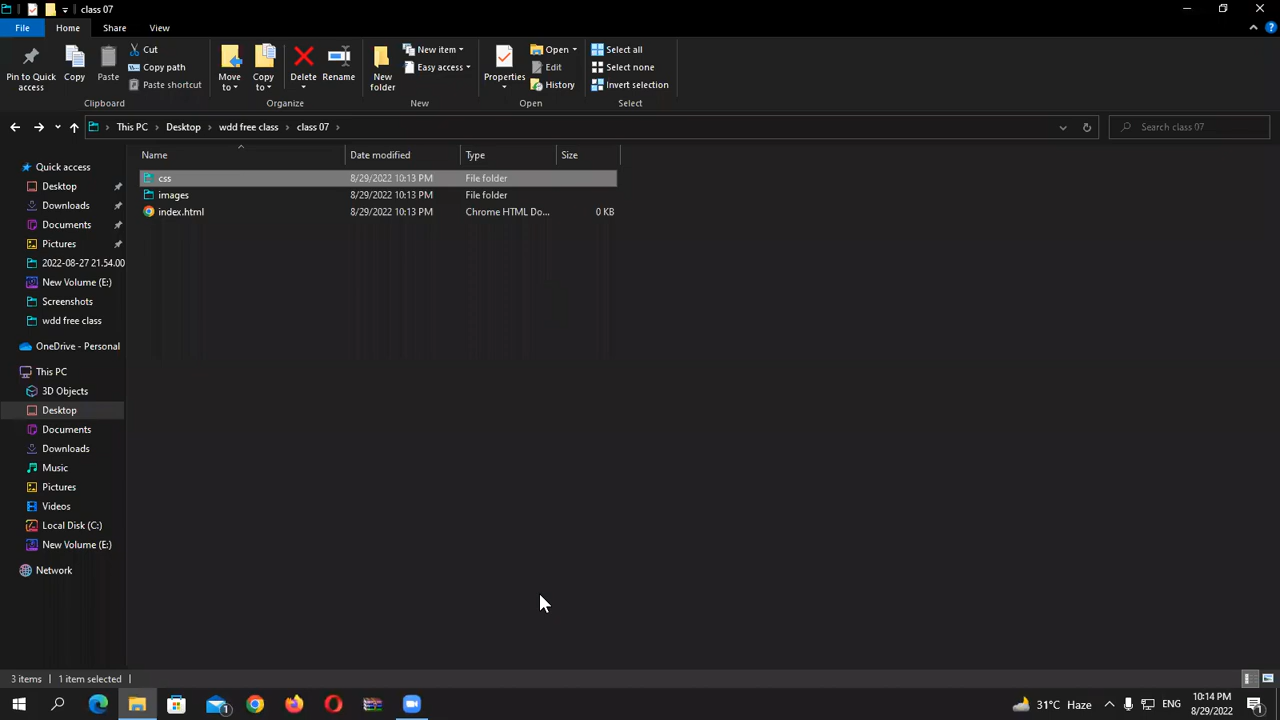 class 07
File Home Share View
Pin to Quick access
Copy
Paste
Cut
Copy path
Paste shortcut
Clipboard
Move to
Copy to
Delete
Rename
Organize
New folder
New item
Easy access
New
Properties
Open
Edit
History
Open
Select all
Select none
Invert selection
Select
This PC Desktop wdd free class class 07
Search class 07
Name Date modified Type Size
css 8/29/2022 10:13 PM File folder
images 8/29/2022 10:13 PM File folder
index.html 8/29/2022 10:13 PM Chrome HTML Do... 0 KB
Quick access
Desktop
Downloads
Documents
Pictures
2022-08-27 21.54.00
New Volume (E:)
Screenshots
wdd free class
OneDrive - Personal
This PC
3D Objects
Desktop
Documents
Downloads
Music
Pictures
Videos
Local Disk (C:)
New Volume (E:)
Network
3 items 1 item selected
1
31°C Haze
ENG
10:14 PM
8/29/2022
1